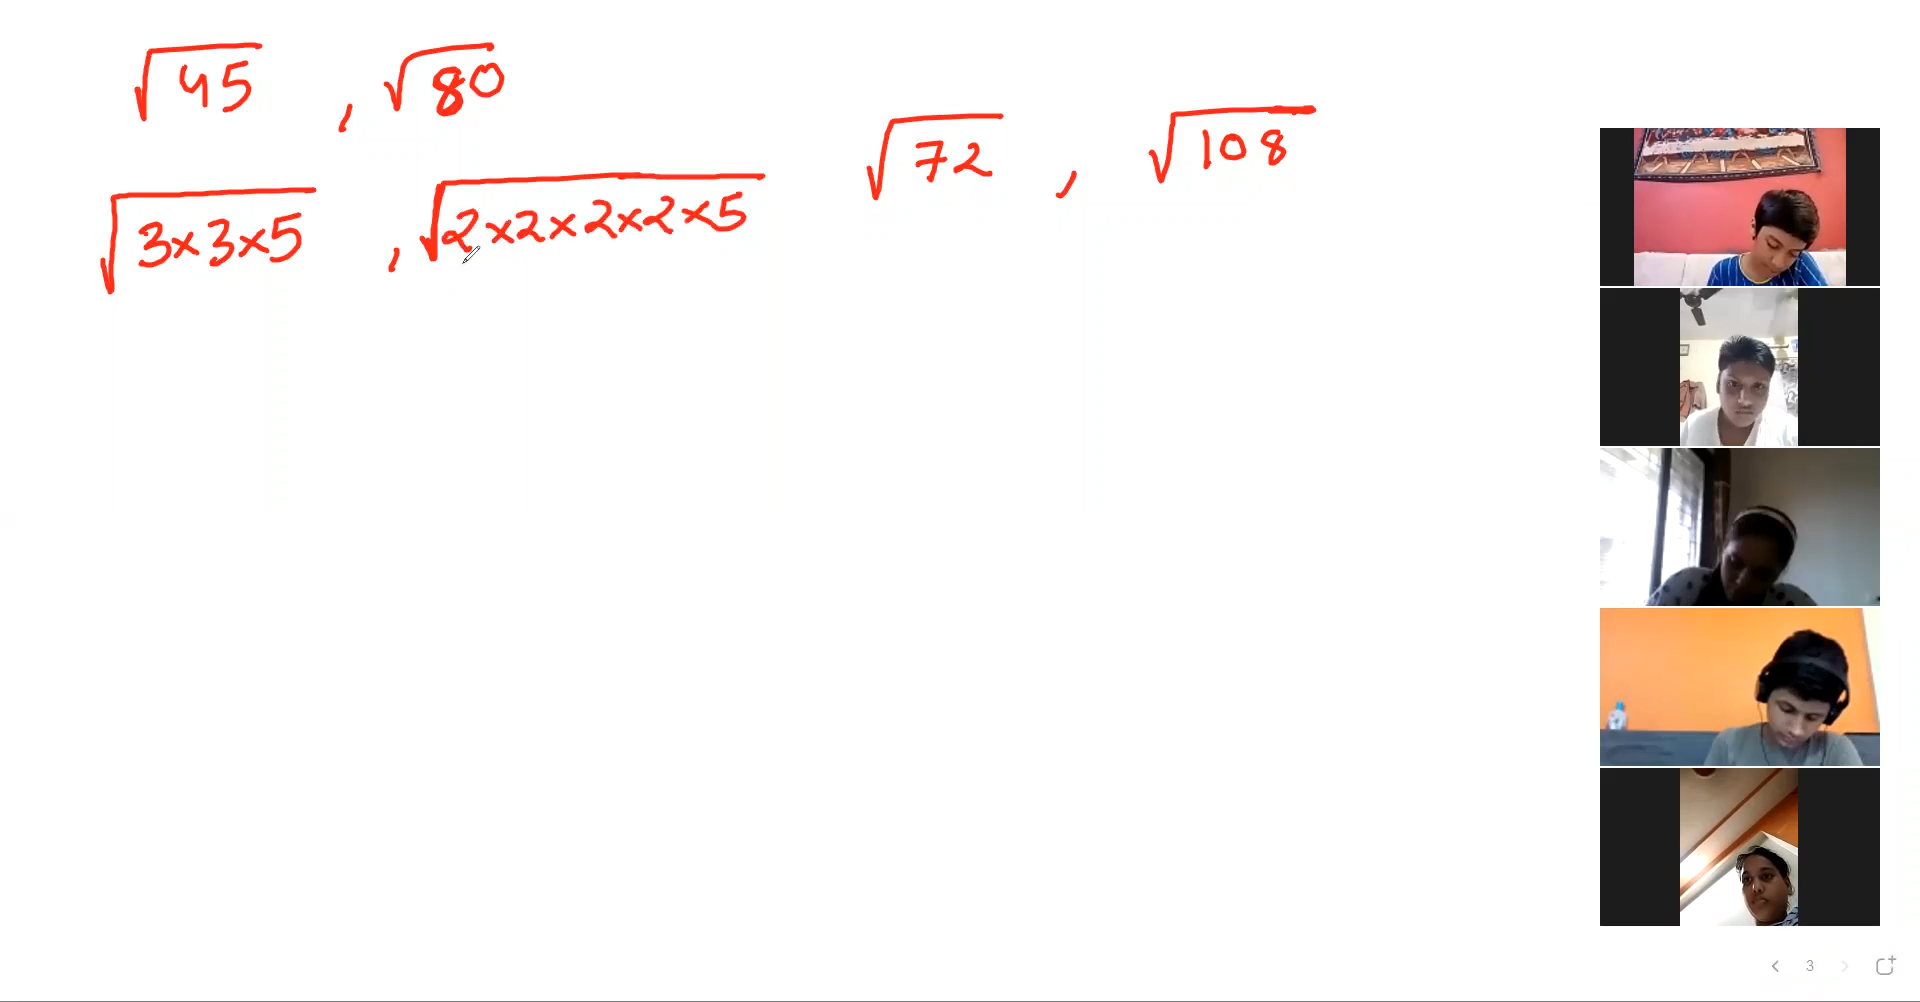 √45 , √80
√72 , √108
√3×3×5 , √2×2×2×2×5
3